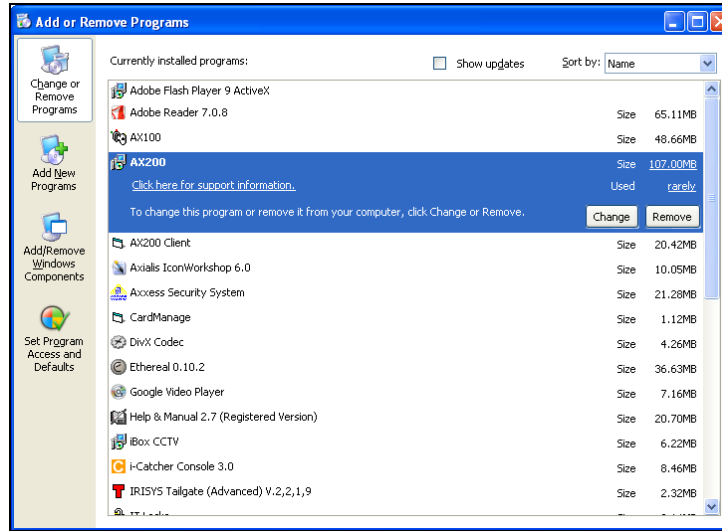 Add or Remove Programs
Change or
Remove
Programs
Add New
Programs
Add/Remove
Windows
Components
Set Program
Access and
Defaults
Currently installed programs:
Show updates
Sort by: Name
Adobe Flash Player 9 ActiveX
Adobe Reader 7.0.8 Size 65.11MB
AX100 Size 48.66MB
AX200 Size 107.00MB
Click here for support information. Used rarely
To change this program or remove it from your computer, click Change or Remove. Change Remove
AX200 Client Size 20.42MB
Axialis IconWorkshop 6.0 Size 10.05MB
Axxess Security System Size 21.28MB
CardManage Size 1.12MB
DivX Codec Size 4.26MB
Ethereal 0.10.2 Size 36.63MB
Google Video Player Size 7.16MB
Help & Manual 2.7 (Registered Version) Size 20.70MB
iBox CCTV Size 6.22MB
i-Catcher Console 3.0 Size 8.46MB
IRISYS Tailgate (Advanced) V.2,2,1,9 Size 2.32MB